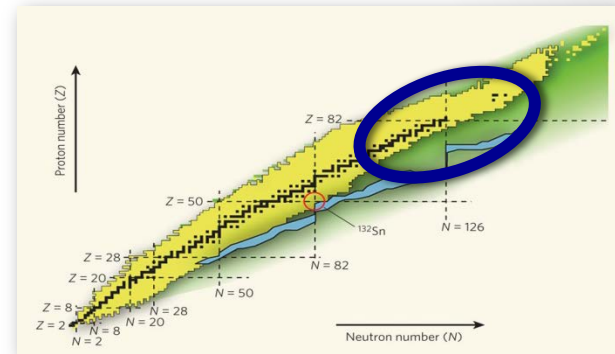 Proton number (Z)
Z = 82
Z = 50
Z = 28
Z = 20
Z = 8
Z = 2
N = 2
N = 8
N = 20
N = 28
N = 50
N = 82
¹³²Sn
N = 126
Neutron number (N)